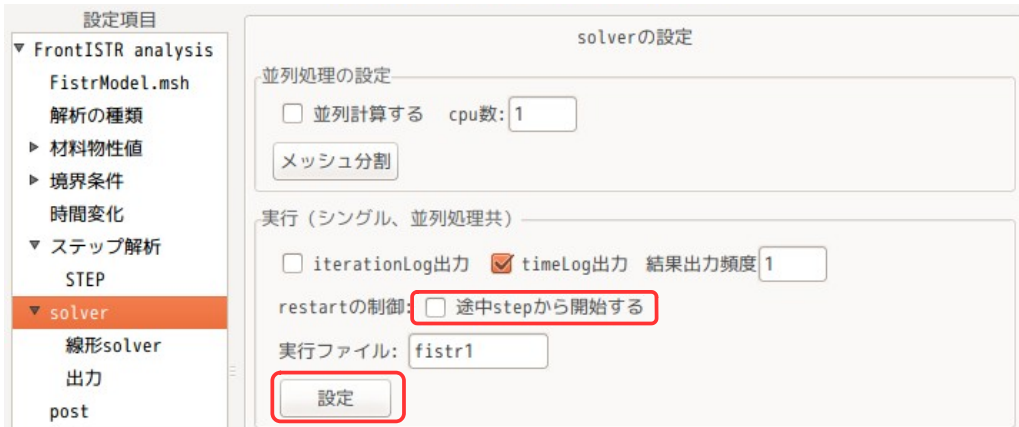 設定項目
FrontISTR analysis
FistrModel.msh
解析の種類
材料物性値
境界条件
時間変化
ステップ解析
STEP
solver
線形solver
出力
post
solverの設定
並列処理の設定
並列計算する cpu数: 1
メッシュ分割
実行 (シングル、並列処理共)
iterationLog出力 timeLog出力 結果出力頻度 1
restartの制御: 途中stepから開始する
実行ファイル: fistr1
設定